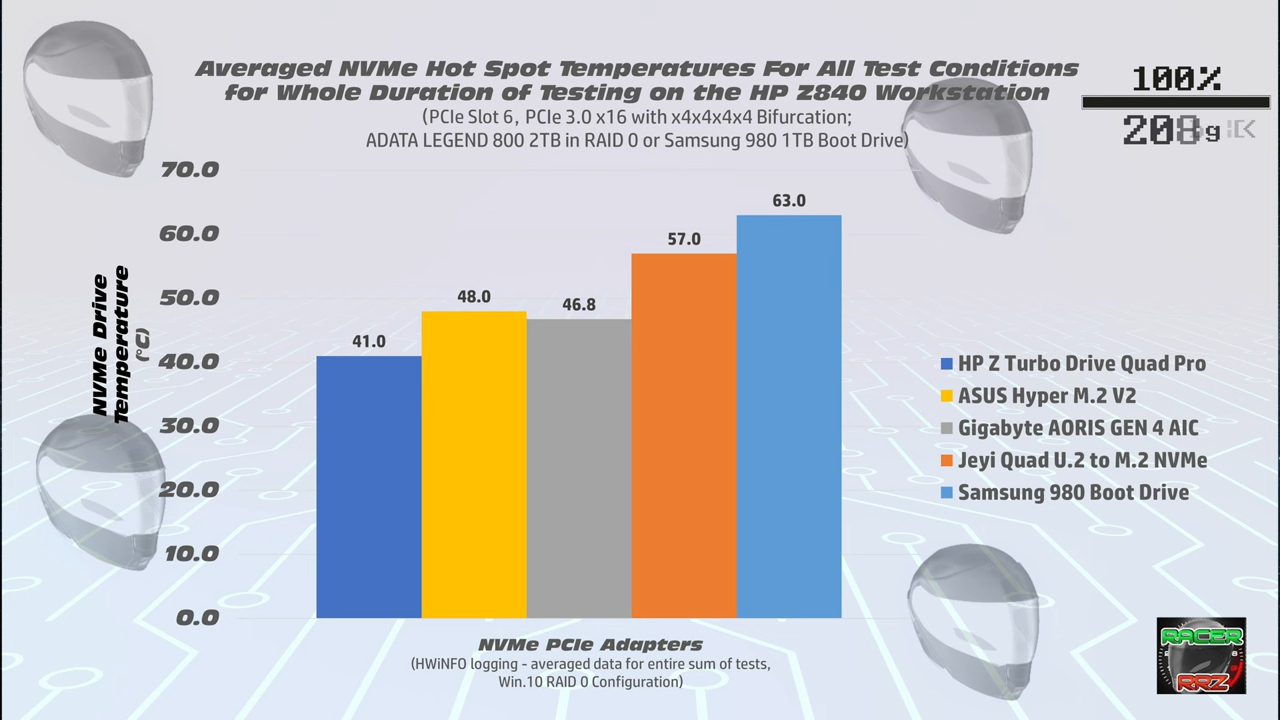 Averaged NVMe Hot Spot Temperatures For All Test Conditions
for Whole Duration of Testing on the HP Z840 Workstation
(PCIe Slot 6, PCIe 3.0 x16 with x4x4x4x4 Bifurcation;
ADATA LEGEND 800 2TB in RAID 0 or Samsung 980 1TB Boot Drive)
100%
g
70.0
60.0
50.0
40.0
30.0
20.0
10.0
0.0
NVMe Drive
Temperature
(°C)
41.0
48.0
46.8
57.0
63.0
HP Z Turbo Drive Quad Pro
ASUS Hyper M.2 V2
Gigabyte AORIS GEN 4 AIC
Jeyi Quad U.2 to M.2 NVMe
Samsung 980 Boot Drive
NVMe PCIe Adapters
(HWiNFO logging - averaged data for entire sum of tests,
Win.10 RAID 0 Configuration)
RACER
RRZ